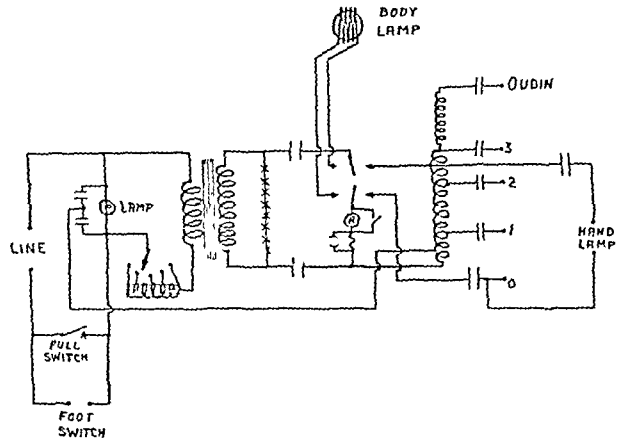 BODY
LAMP
OUDIN
3
2
LAMP
1
LINE
HAND
LAMP
0
A
PULL
SWITCH
FOOT
SWITCH